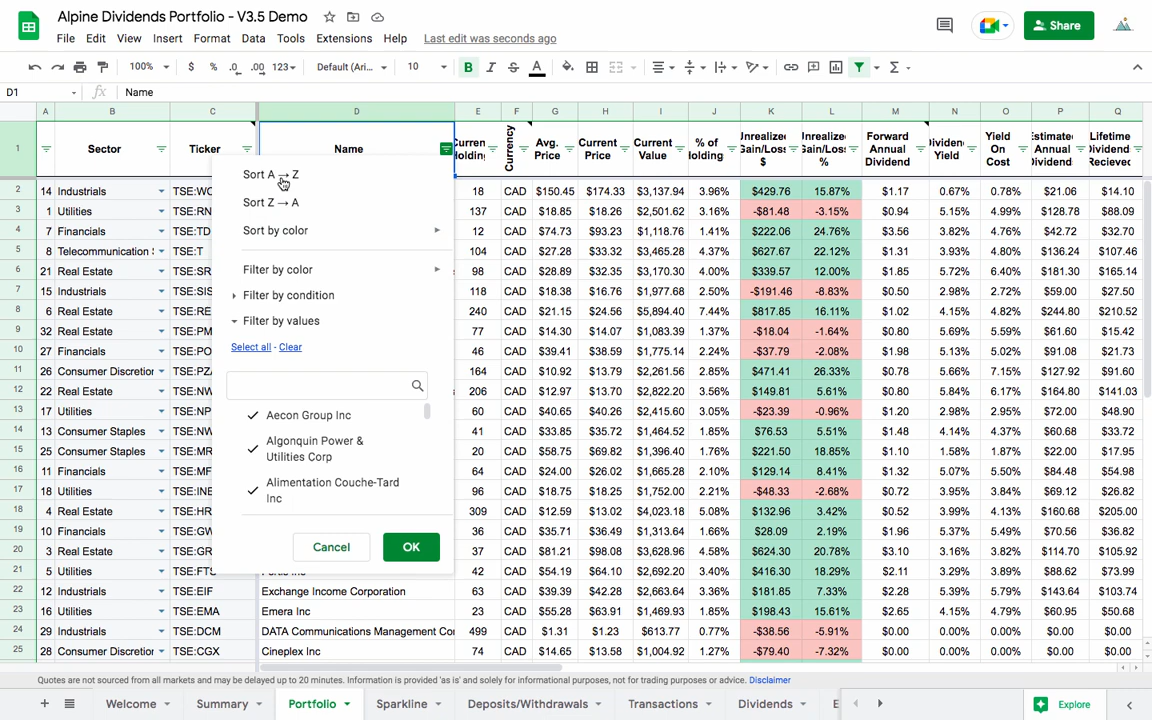 Alpine Dividends Portfolio - V3.5 Demo
File Edit View Insert Format Data Tools Extensions Help Last edit was seconds ago
Share
100% $ % .0 .00 123 Default (Ari... 10 B I S A
D1 fx Name
A B C D E F G H I J K L M N O P Q
1 Sector Ticker Name Currency Avg. Price Current Price Current Value % of Forward Annual Dividend Yield On Cost Lifetime
Sort A → Z
Sort Z → A
Sort by color
Filter by color
Filter by condition
Filter by values
Select all - Clear
Aecon Group Inc
Algonquin Power &
Utilities Corp
Alimentation Couche-Tard
Inc
Cancel OK
2 14 Industrials TSE:WC 18 CAD $150.45 $174.33 $3,137.94 3.96% $429.76 15.87% $1.17 0.67% 0.78% $21.06 $14.10
3 1 Utilities TSE:RN 137 CAD $18.85 $18.26 $2,501.62 3.16% -$81.48 -3.15% $0.94 5.15% 4.99% $128.78 $88.09
4 7 Financials TSE:TD 12 CAD $74.73 $93.23 $1,118.76 1.41% $222.06 24.76% $3.56 3.82% 4.76% $42.72 $32.70
5 8 Telecommunication TSE:T 104 CAD $27.28 $33.32 $3,465.28 4.37% $627.67 22.12% $1.31 3.93% 4.80% $136.24 $107.46
6 21 Real Estate TSE:SR 98 CAD $28.89 $32.35 $3,170.30 4.00% $339.57 12.00% $1.85 5.72% 6.40% $181.30 $165.14
7 15 Industrials TSE:SIS 118 CAD $18.38 $16.76 $1,977.68 2.50% -$191.46 -8.83% $0.50 2.98% 2.72% $59.00 $27.50
8 6 Real Estate TSE:RE 240 CAD $21.15 $24.56 $5,894.40 7.44% $817.85 16.11% $1.02 4.15% 4.82% $244.80 $210.52
9 32 Real Estate TSE:PM 77 CAD $14.30 $14.07 $1,083.39 1.37% -$18.04 -1.64% $0.80 5.69% 5.59% $61.60 $15.42
10 27 Financials TSE:PO 46 CAD $39.41 $38.59 $1,775.14 2.24% -$37.79 -2.08% $1.98 5.13% 5.02% $91.08 $21.73
11 26 Consumer Discretior TSE:PZ 164 CAD $10.92 $13.79 $2,261.56 2.85% $471.41 26.33% $0.78 5.66% 7.15% $127.92 $91.60
12 22 Real Estate TSE:NW 206 CAD $12.97 $13.70 $2,822.20 3.56% $149.81 5.61% $0.80 5.84% 6.17% $164.80 $141.03
13 17 Utilities TSE:NP 60 CAD $40.65 $40.26 $2,415.60 3.05% -$23.39 -0.96% $1.20 2.98% 2.95% $72.00 $48.90
14 13 Consumer Staples TSE:NW 41 CAD $33.85 $35.72 $1,464.52 1.85% $76.53 5.51% $1.48 4.14% 4.37% $60.68 $33.72
15 25 Consumer Staples TSE:MR 20 CAD $58.75 $69.82 $1,396.40 1.76% $221.50 18.85% $1.10 1.58% 1.87% $22.00 $17.95
16 11 Financials TSE:MF 64 CAD $24.00 $26.02 $1,665.28 2.10% $129.14 8.41% $1.32 5.07% 5.50% $84.48 $54.98
17 18 Utilities TSE:INE 96 CAD $18.75 $18.25 $1,752.00 2.21% -$48.33 -2.68% $0.72 3.95% 3.84% $69.12 $26.82
18 4 Real Estate TSE:HR 309 CAD $12.59 $13.02 $4,023.18 5.08% $132.96 3.42% $0.52 3.99% 4.13% $160.68 $205.00
19 10 Financials TSE:GW 36 CAD $35.71 $36.49 $1,313.64 1.66% $28.09 2.19% $1.96 5.37% 5.49% $70.56 $36.82
20 3 Real Estate TSE:GR 37 CAD $81.21 $98.08 $3,628.96 4.58% $624.30 20.78% $3.10 3.16% 3.82% $114.70 $105.92
21 5 Utilities TSE:FTS 42 CAD $54.19 $64.10 $2,692.20 3.40% $416.30 18.29% $2.11 3.29% 3.89% $88.62 $73.99
22 12 Industrials TSE:EIF Exchange Income Corporation 63 CAD $39.39 $42.28 $2,663.64 3.36% $181.85 7.33% $2.28 5.39% 5.79% $143.64 $103.74
23 16 Utilities TSE:EMA Emera Inc 23 CAD $55.28 $63.91 $1,469.93 1.85% $198.43 15.61% $2.65 4.15% 4.79% $60.95 $50.68
24 29 Industrials TSE:DCM DATA Communications Management Cor 499 CAD $1.31 $1.23 $613.77 0.77% -$38.56 -5.91% $0.00 0.00% 0.00% $0.00 $0.00
25 28 Consumer Discretior TSE:CGX Cineplex Inc 74 CAD $14.65 $13.58 $1,004.92 1.27% -$79.40 -7.32% $0.00 0.00% 0.00% $0.00 $0.00
Quotes are not sourced from all markets and may be delayed up to 20 minutes. Information is provided 'as is' and solely for informational purposes, not for trading purposes or advice. Disclaimer
Welcome Summary Portfolio Sparkline Deposits/Withdrawals Transactions Dividends E Explore